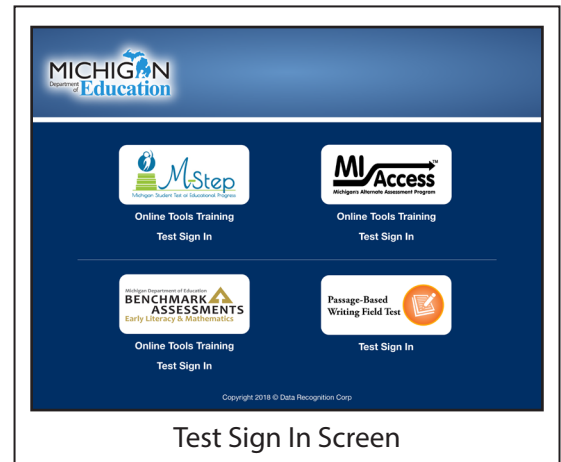 MICHIGAN
Department of Education
M-Step
Michigan Student Test of Educational Progress
Online Tools Training
Test Sign In
MI Access™
Michigan's Alternate Assessment Program
Online Tools Training
Test Sign In
Michigan Department of Education
BENCHMARK
ASSESSMENTS
Early Literacy & Mathematics
Online Tools Training
Test Sign In
Passage-Based
Writing Field Test
Test Sign In
Copyright 2018 © Data Recognition Corp
Test Sign In Screen